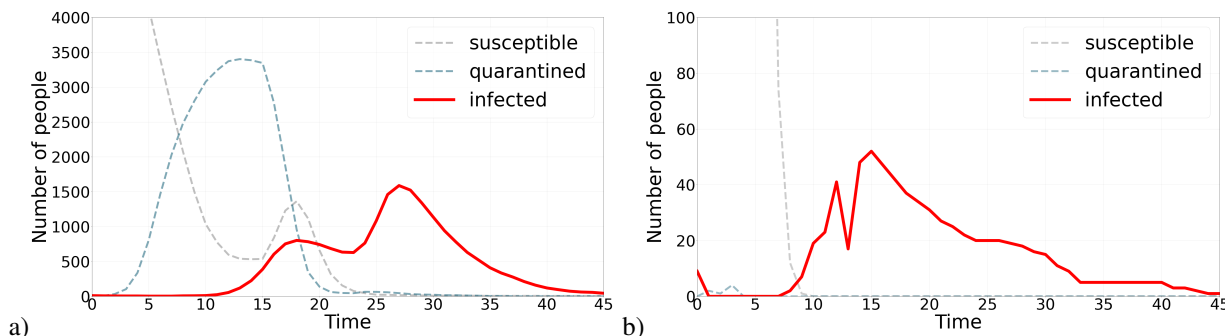 4000
3500
3000
2500
2000
1500
1000
500
0
Number of people
0 5 10 15 20 25 30 35 40 45
Time
susceptible
quarantined
infected
a)
100
80
60
40
20
0
Number of people
0 5 10 15 20 25 30 35 40 45
Time
susceptible
quarantined
infected
b)